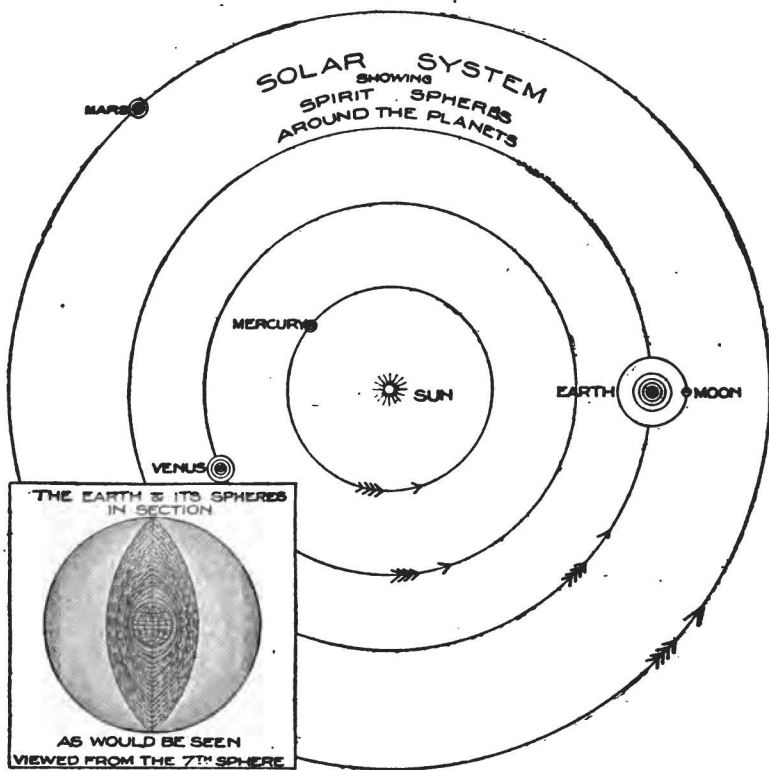 SOLAR SYSTEM
SHOWING
SPIRIT SPHERES
AROUND THE PLANETS
MARS
MERCURY
SUN
EARTH
MOON
VENUS
THE EARTH & ITS SPHERES
IN SECTION
AS WOULD BE SEEN
VIEWED FROM THE 7TH SPHERE